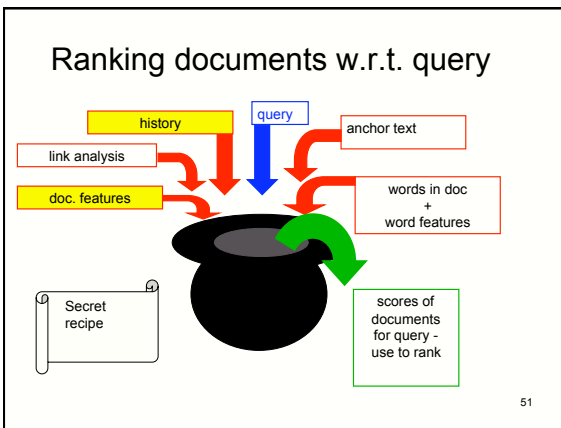 Ranking documents w.r.t. query
history
query
anchor text
link analysis
doc. features
words in doc
+
word features
Secret
recipe
scores of
documents
for query -
use to rank
51